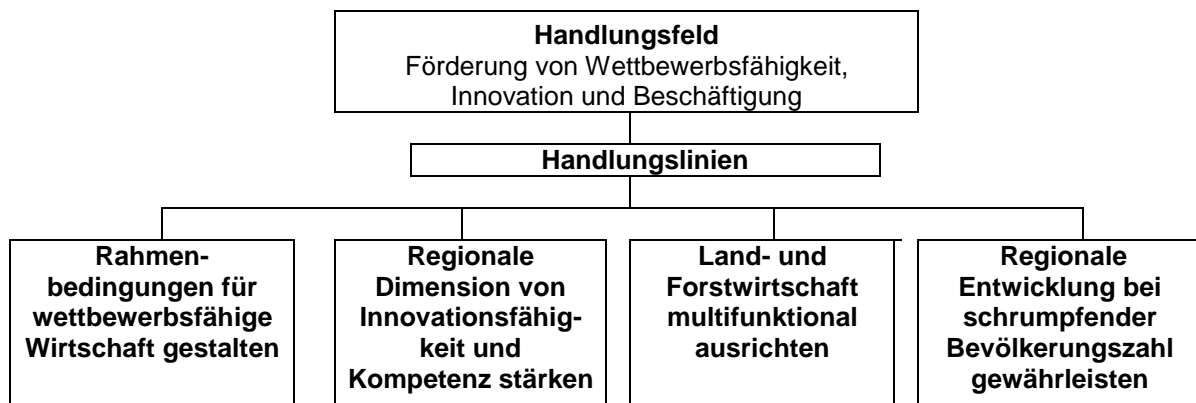 Handlungsfeld
Förderung von Wettbewerbsfähigkeit,
Innovation und Beschäftigung
Handlungslinien
Rahmen-
bedingungen für
wettbewerbsfähige
Wirtschaft gestalten
Regionale
Dimension von
Innovationsfähig-
keit und
Kompetenz stärken
Land- und
Forstwirtschaft
multifunktional
ausrichten
Regionale
Entwicklung bei
schrumpfender
Bevölkerungszahl
gewährleisten